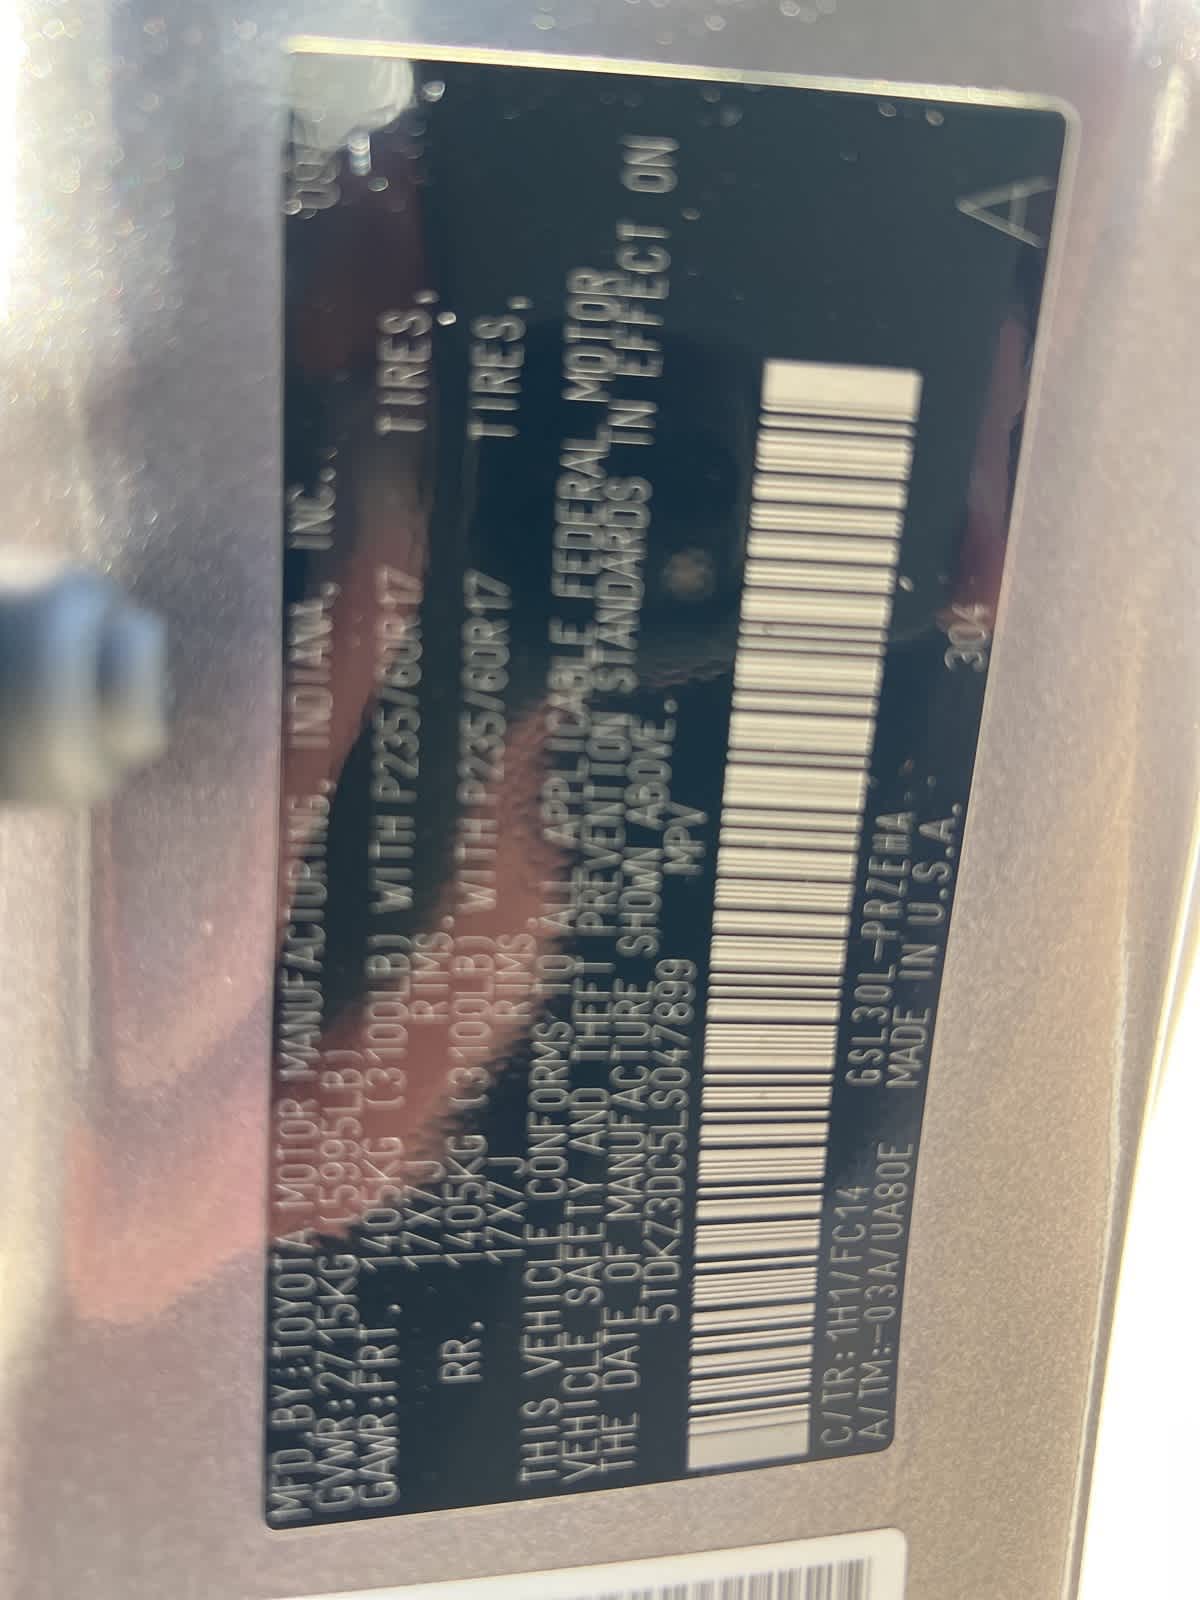 MFD.BY:TOYOTA MOTOR MANUFACTURING, INDIANA, INC.
GVWR:2715KG (5995LB)
GAWR:FRT. 1405KG (3100LB) WITH P235/60R17 TIRES,
17X7J RIMS.
RR. 1405KG (3100LB) WITH P235/60R17 TIRES,
17X7J RIMS.
THIS VEHICLE CONFORMS TO ALL APPLICABLE FEDERAL MOTOR
VEHICLE SAFETY AND THEFT PREVENTION STANDARDS IN EFFECT ON
THE DATE OF MANUFACTURE SHOWN ABOVE.
5TDKZ3DC5LS047899 MPV
C/TR:1H1/FC14 GSL30L-PRZEHA
A/TM:-03A/UA80E MADE IN U.S.A.
304
A